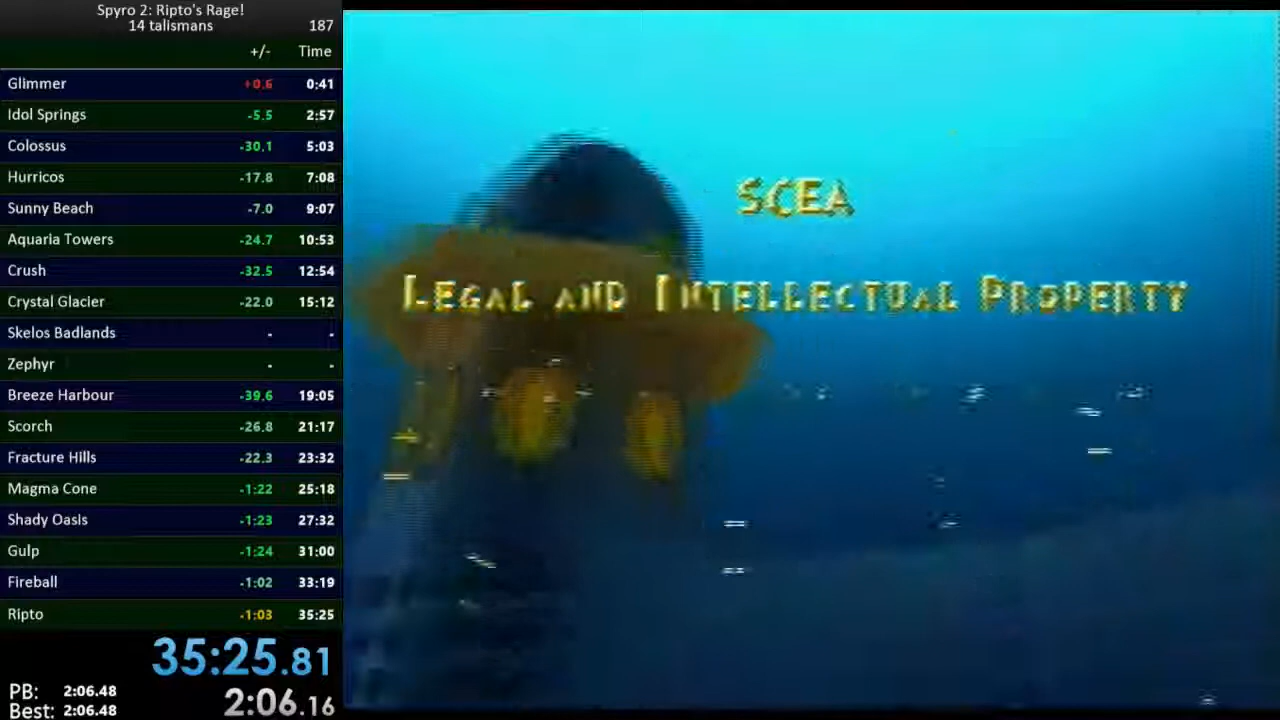 Spyro 2: Ripto's Rage!
14 talismans 187
+/- Time
Glimmer +0.6 0:41
Idol Springs -5.5 2:57
Colossus -30.1 5:03
Hurricos -17.8 7:08
Sunny Beach -7.0 9:07
Aquaria Towers -24.7 10:53
Crush -32.5 12:54
Crystal Glacier -22.0 15:12
Skelos Badlands - -
Zephyr - -
Breeze Harbour -39.6 19:05
Scorch -26.8 21:17
Fracture Hills -22.3 23:32
Magma Cone -1:22 25:18
Shady Oasis -1:23 27:32
Gulp -1:24 31:00
Fireball -1:02 33:19
Ripto -1:03 35:25
35:25.81
PB: 2:06.48
Best: 2:06.48
2:06.16
SCEA
Legal and Intellectual Property